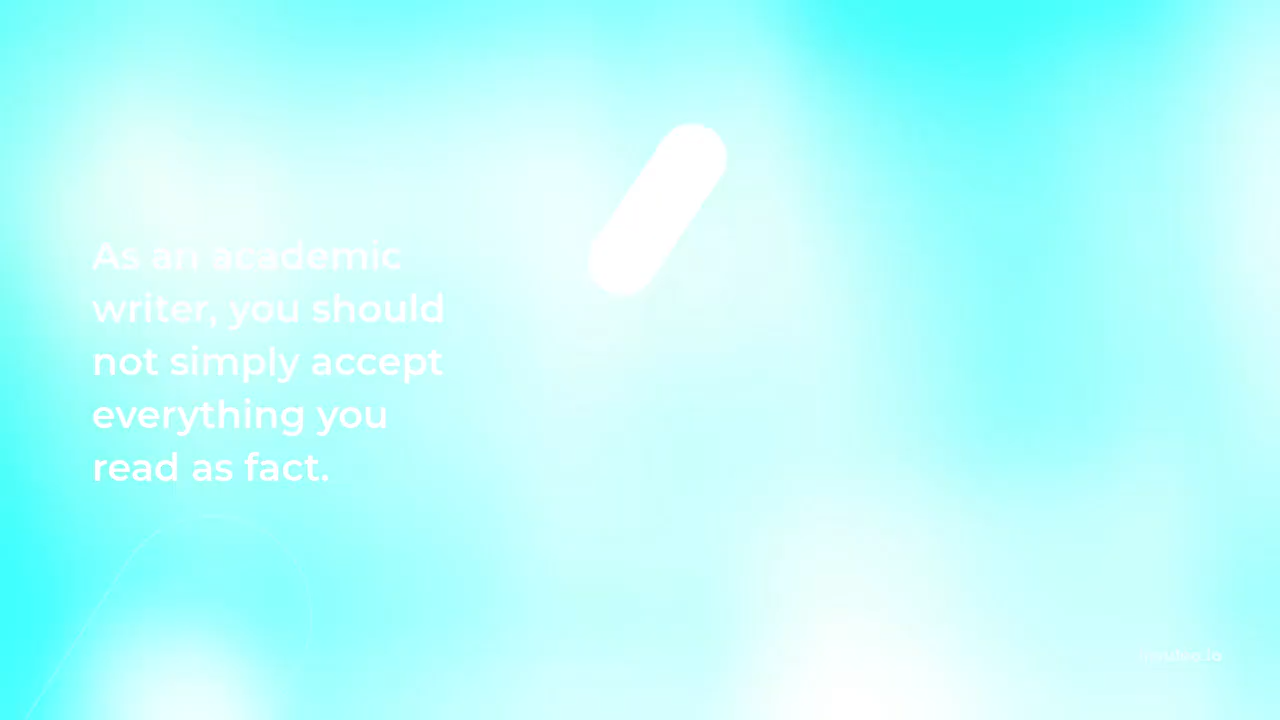 As an academic
writer, you should
not simply accept
everything you
read as fact.